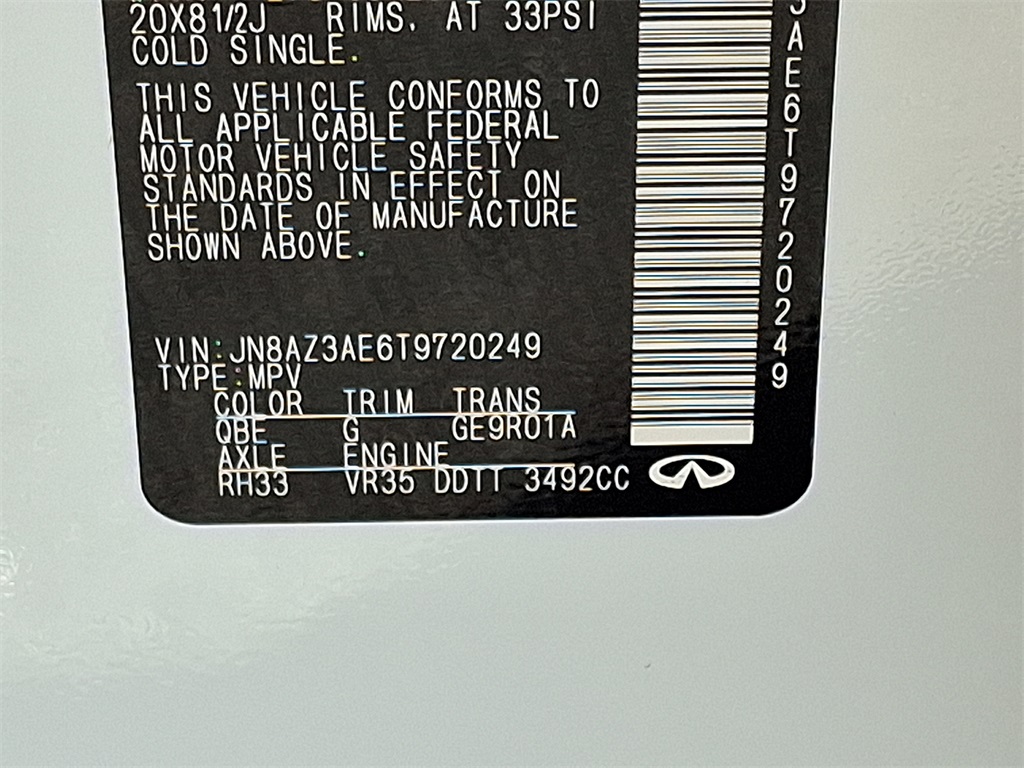 20X81/2J RIMS. AT 33PSI
COLD SINGLE.
THIS VEHICLE CONFORMS TO
ALL APPLICABLE FEDERAL
MOTOR VEHICLE SAFETY
STANDARDS IN EFFECT ON
THE DATE OF MANUFACTURE
SHOWN ABOVE.
VIN:JN8AZ3AE6T9720249
TYPE:MPV
COLOR TRIM TRANS
QBE G GE9R01A
AXLE ENGINE
RH33 VR35 DDTT 3492CC
AE6T9720249